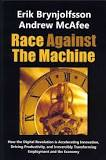 Erik Brynjolfsson
Andrew McAfee
Race Against
The Machine
How the Digital Revolution is Accelerating Innovation,
Driving Productivity, and Irreversibly Transforming
Employment and the Economy